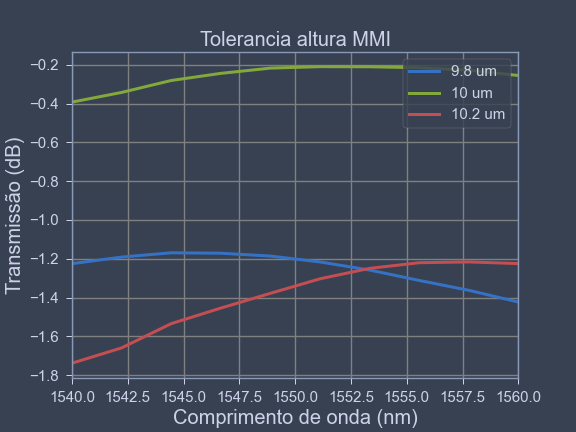 Tolerancia altura MMI
9.8 um
10 um
10.2 um
Transmissão (dB)
−0.2
−0.4
−0.6
−0.8
−1.0
−1.2
−1.4
−1.6
−1.8
1540.0 1542.5 1545.0 1547.5 1550.0 1552.5 1555.0 1557.5 1560.0
Comprimento de onda (nm)